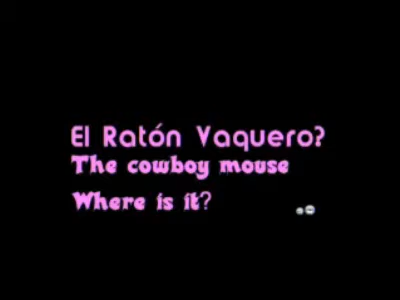 El Ratón Vaquero?
The cowboy mouse
Where is it?